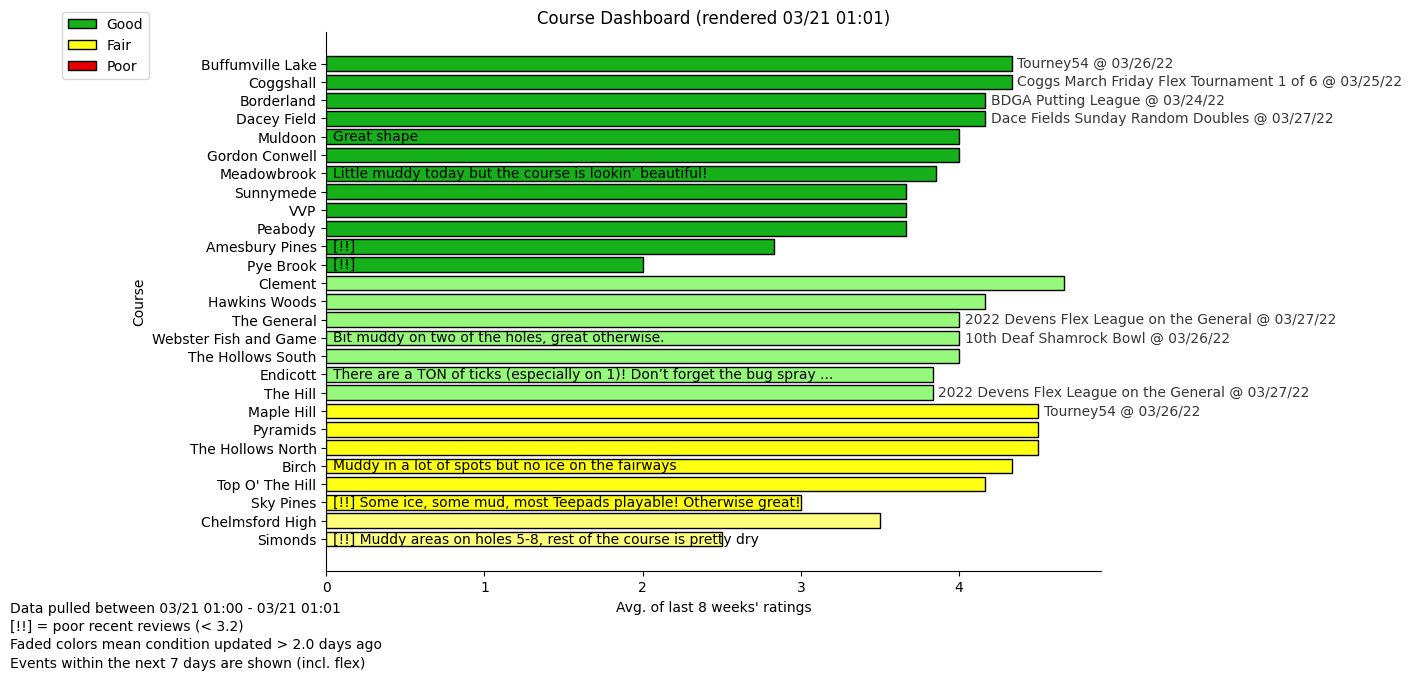 Course Dashboard (rendered 03/21 01:01)
Good
Fair
Poor
Buffumville Lake Tourney54 @ 03/26/22
Coggshall Coggs March Friday Flex Tournament 1 of 6 @ 03/25/22
Borderland BDGA Putting League @ 03/24/22
Dacey Field Dace Fields Sunday Random Doubles @ 03/27/22
Muldoon Great shape
Gordon Conwell
Meadowbrook Little muddy today but the course is lookin’ beautiful!
Sunnymede
VVP
Peabody
Amesbury Pines [!!]
Pye Brook [!!]
Clement
Hawkins Woods
The General 2022 Devens Flex League on the General @ 03/27/22
Webster Fish and Game Bit muddy on two of the holes, great otherwise. 10th Deaf Shamrock Bowl @ 03/26/22
The Hollows South
Endicott There are a TON of ticks (especially on 1)! Don’t forget the bug spray ...
The Hill 2022 Devens Flex League on the General @ 03/27/22
Maple Hill Tourney54 @ 03/26/22
Pyramids
The Hollows North
Birch Muddy in a lot of spots but no ice on the fairways
Top O' The Hill
Sky Pines [!!] Some ice, some mud, most Teepads playable! Otherwise great!
Chelmsford High
Simonds [!!] Muddy areas on holes 5-8, rest of the course is pretty dry
Course
0 1 2 3 4
Avg. of last 8 weeks' ratings
Data pulled between 03/21 01:00 - 03/21 01:01
[!!] = poor recent reviews (< 3.2)
Faded colors mean condition updated > 2.0 days ago
Events within the next 7 days are shown (incl. flex)